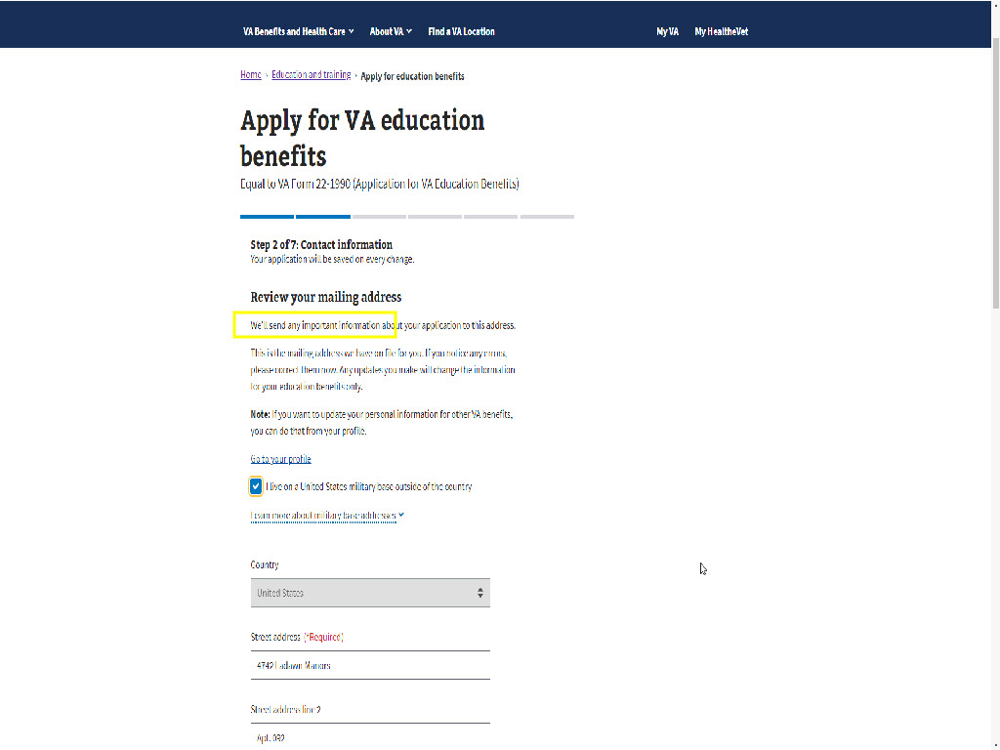 VA Benefits and Health Care About VA Find a VA Location My VA My HealtheVet
Home › Education and training › Apply for education benefits
Apply for VA education
benefits
Equal to VA Form 22-1990 (Application for VA Education Benefits)
Step 2 of 7: Contact information
Your application will be saved on every change.
Review your mailing address
We'll send any important information about your application to this address.
This is the mailing address we have on file for you. If you notice any errors,
please correct them now. Any updates you make will change the information
for your education benefits only.
Note: If you want to update your personal information for other VA benefits,
you can do that from your profile.
Go to your profile
I live on a United States military base outside of the country
Learn more about military base addresses
Country
United States
Street address (*Required)
4742 Ladawn Manors
Street address line 2
Apt. 092